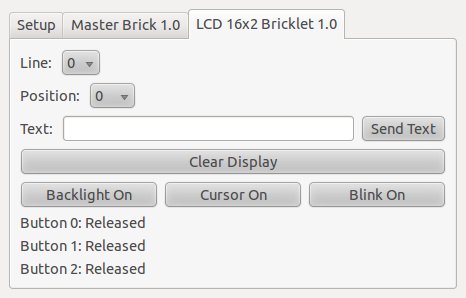 Setup Master Brick 1.0 LCD 16x2 Bricklet 1.0
Line: 0
Position: 0
Text: Send Text
Clear Display
Backlight On Cursor On Blink On
Button 0: Released
Button 1: Released
Button 2: Released